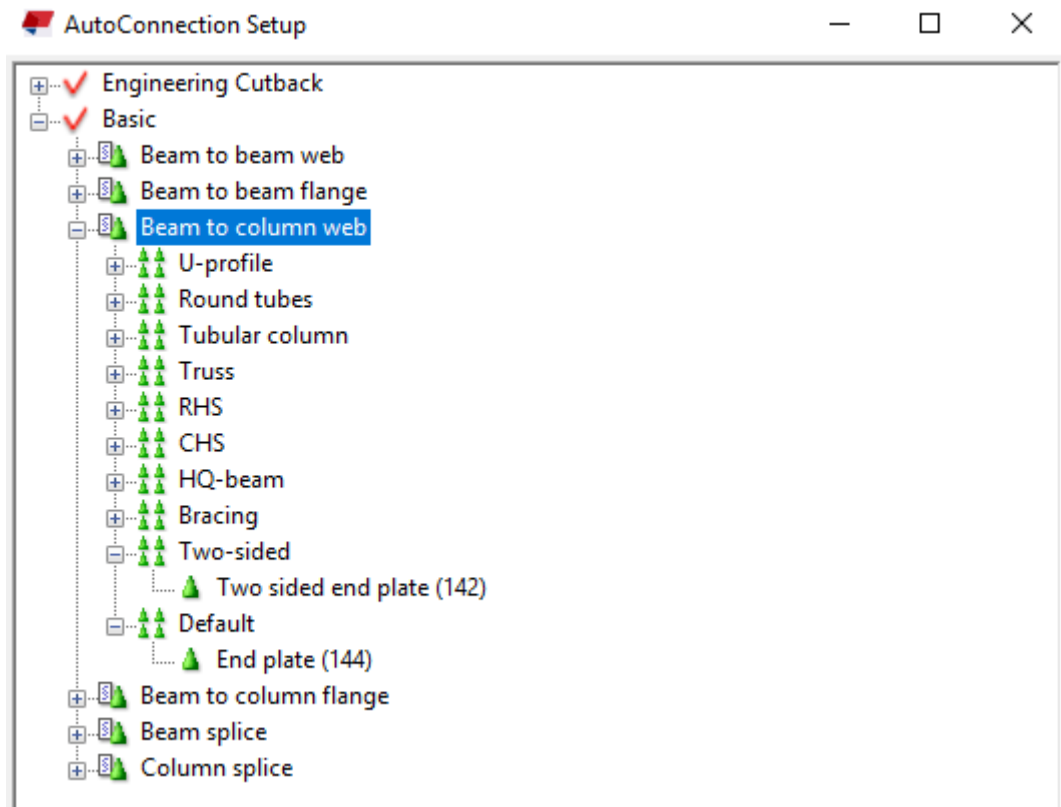 AutoConnection Setup
Engineering Cutback
Basic
Beam to beam web
Beam to beam flange
Beam to column web
U-profile
Round tubes
Tubular column
Truss
RHS
CHS
HQ-beam
Bracing
Two-sided
Two sided end plate (142)
Default
End plate (144)
Beam to column flange
Beam splice
Column splice